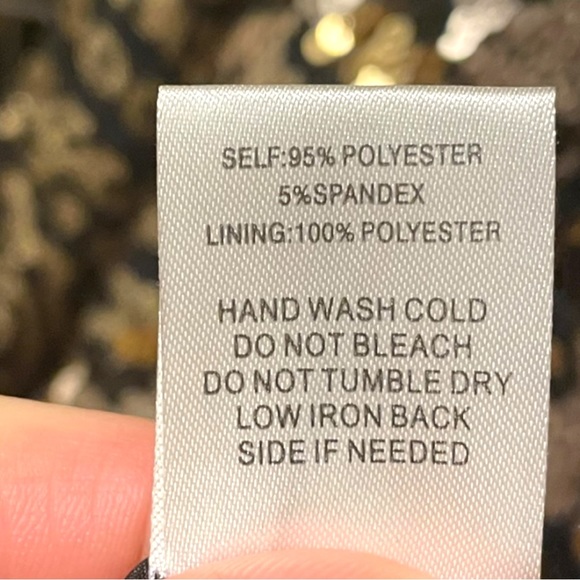 SELF:95% POLYESTER
5%SPANDEX
LINING:100% POLYESTER
HAND WASH COLD
DO NOT BLEACH
DO NOT TUMBLE DRY
LOW IRON BACK
SIDE IF NEEDED